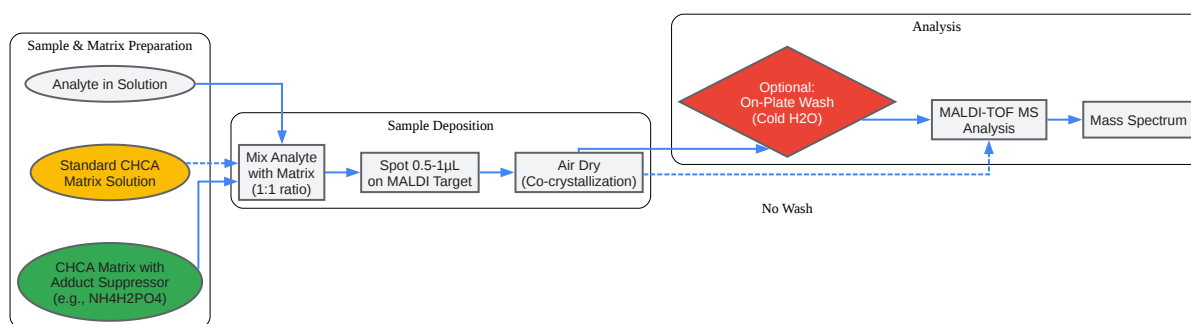 Sample & Matrix Preparation
Analyte in Solution
Standard CHCA
Matrix Solution
CHCA Matrix with
Adduct Suppressor
(e.g., NH4H2PO4)
Sample Deposition
Mix Analyte
with Matrix
(1:1 ratio)
Spot 0.5-1µL
on MALDI Target
Air Dry
(Co-crystallization)
Analysis
Optional:
On-Plate Wash
(Cold H2O)
MALDI-TOF MS
Analysis
Mass Spectrum
No Wash